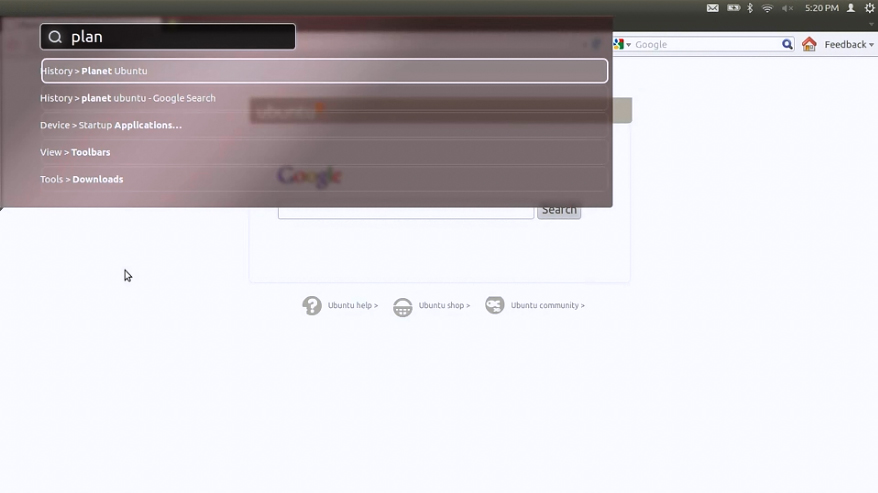 5:20 PM
plan
Google
Feedback
History > Planet Ubuntu
History > planet ubuntu - Google Search
Device > Startup Applications...
ubuntu
View > Toolbars
Google
Tools > Downloads
Search
Ubuntu help >
Ubuntu shop >
Ubuntu community >